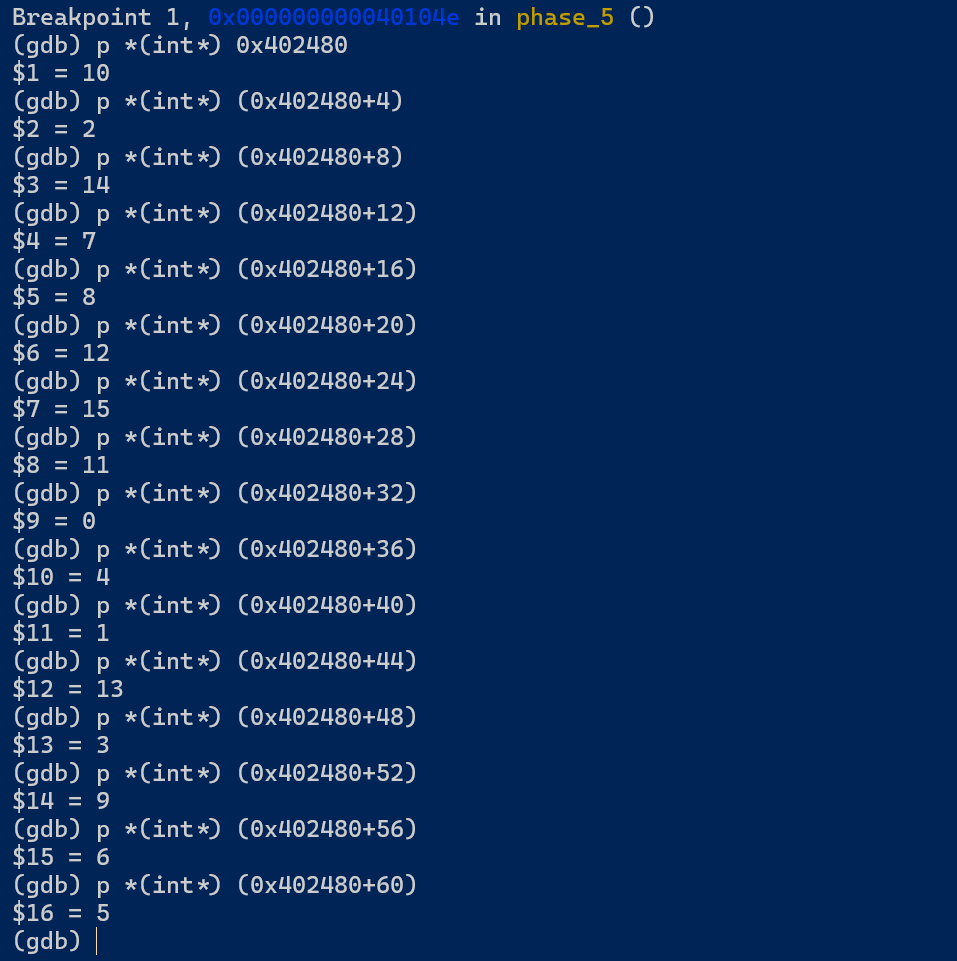 Breakpoint 1, 0x000000000040104e in phase_5 ()
(gdb) p *(int*) 0x402480
$1 = 10
(gdb) p *(int*) (0x402480+4)
$2 = 2
(gdb) p *(int*) (0x402480+8)
$3 = 14
(gdb) p *(int*) (0x402480+12)
$4 = 7
(gdb) p *(int*) (0x402480+16)
$5 = 8
(gdb) p *(int*) (0x402480+20)
$6 = 12
(gdb) p *(int*) (0x402480+24)
$7 = 15
(gdb) p *(int*) (0x402480+28)
$8 = 11
(gdb) p *(int*) (0x402480+32)
$9 = 0
(gdb) p *(int*) (0x402480+36)
$10 = 4
(gdb) p *(int*) (0x402480+40)
$11 = 1
(gdb) p *(int*) (0x402480+44)
$12 = 13
(gdb) p *(int*) (0x402480+48)
$13 = 3
(gdb) p *(int*) (0x402480+52)
$14 = 9
(gdb) p *(int*) (0x402480+56)
$15 = 6
(gdb) p *(int*) (0x402480+60)
$16 = 5
(gdb)